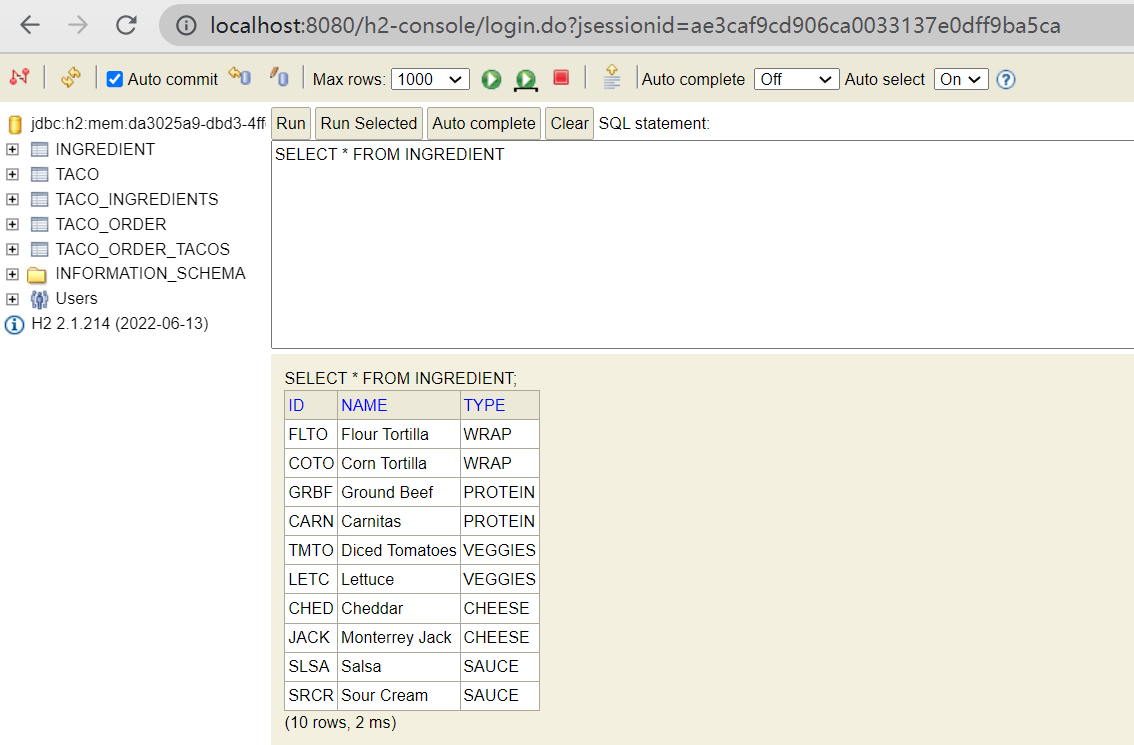 localhost:8080/h2-console/login.do?jsessionid=ae3caf9cd906ca0033137e0dff9ba5ca
Auto commit Max rows: 1000 Auto complete Off Auto select On
jdbc:h2:mem:da3025a9-dbd3-4ff
INGREDIENT
TACO
TACO_INGREDIENTS
TACO_ORDER
TACO_ORDER_TACOS
INFORMATION_SCHEMA
Users
H2 2.1.214 (2022-06-13)
Run Run Selected Auto complete Clear SQL statement:
SELECT * FROM INGREDIENT
SELECT * FROM INGREDIENT;
ID NAME TYPE
FLTO Flour Tortilla WRAP
COTO Corn Tortilla WRAP
GRBF Ground Beef PROTEIN
CARN Carnitas PROTEIN
TMTO Diced Tomatoes VEGGIES
LETC Lettuce VEGGIES
CHED Cheddar CHEESE
JACK Monterrey Jack CHEESE
SLSA Salsa SAUCE
SRCR Sour Cream SAUCE
(10 rows, 2 ms)